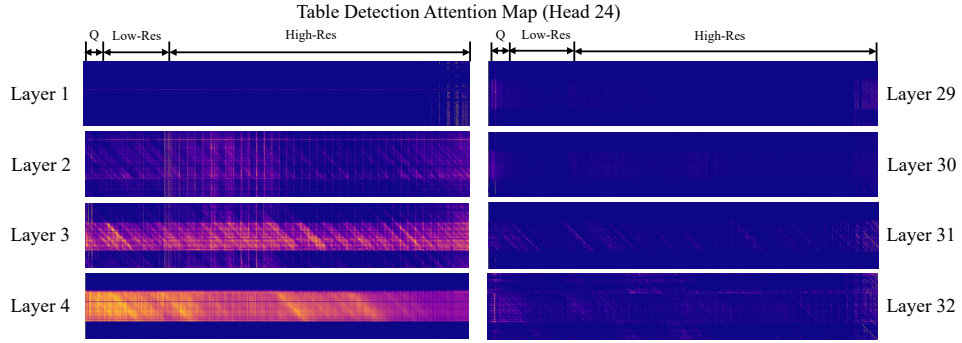 Table Detection Attention Map (Head 24)
Q Low-Res High-Res
Q Low-Res High-Res
Layer 1
Layer 2
Layer 3
Layer 4
Layer 29
Layer 30
Layer 31
Layer 32